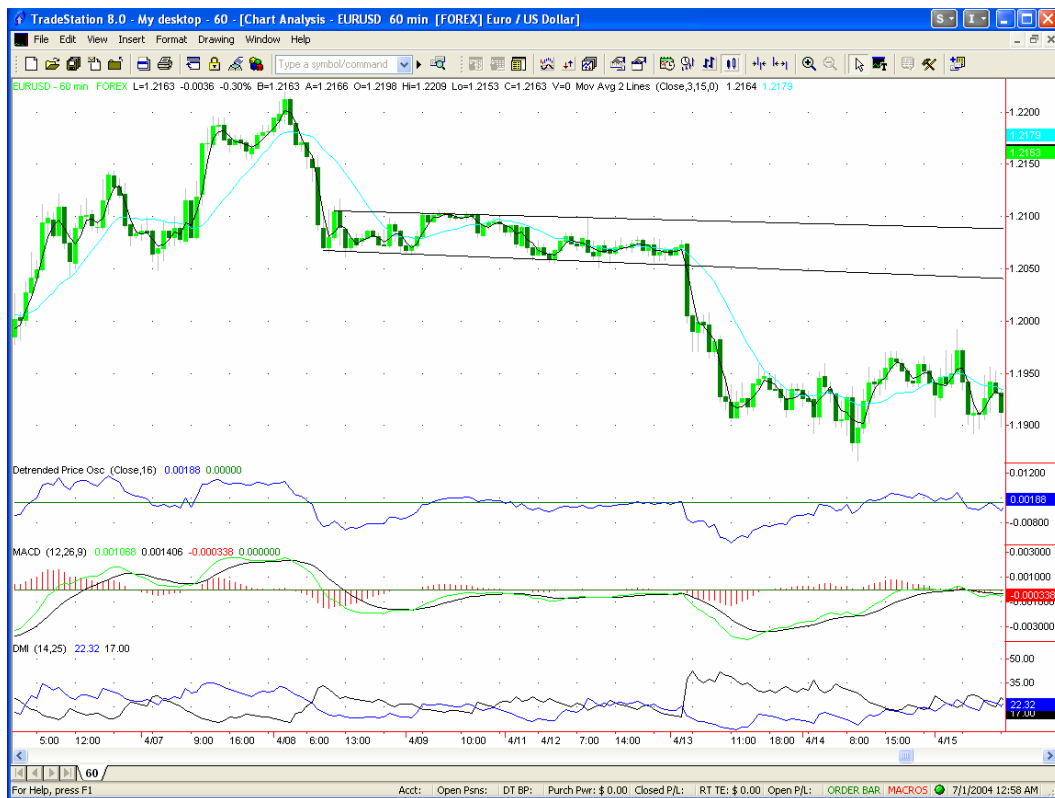 TradeStation 8.0 - My desktop - 60 - [Chart Analysis - EURUSD 60 min [FOREX] Euro / US Dollar]
S - I -
File Edit View Insert Format Drawing Window Help
Type a symbol/command
EURUSD - 60 min FOREX L=1.2163 -0.0036 -0.30% B=1.2163 A=1.2166 O=1.2198 Hi=1.2209 Lo=1.2153 C=1.2163 V=0 Mov Avg 2 Lines (Close,3,15,0) 1.2164 1.2179
1.2200
1.2179
1.2163
1.2150
1.2100
1.2050
1.2000
1.1950
1.1900
Detrended Price Osc (Close,16) 0.00188 0.00000
0.01200
0.00188
-0.00800
MACD (12,26,9) 0.001068 0.001406 -0.000338 0.000000
0.003000
0.001000
-0.000338
-0.001000
-0.003000
DMI (14,25) 22.32 17.00
50.00
35.00
22.32
17.00
5:00 12:00 4/07 9:00 16:00 4/08 6:00 13:00 4/09 10:00 4/11 4/12 7:00 14:00 4/13 11:00 18:00 4/14 8:00 15:00 4/15
60
For Help, press F1 Acct: Open Psns: DT BP: Purch Pwr: $ 0.00 Closed P/L: RT TE: $ 0.00 Open P/L: ORDER BAR MACROS 7/1/2004 12:58 AM